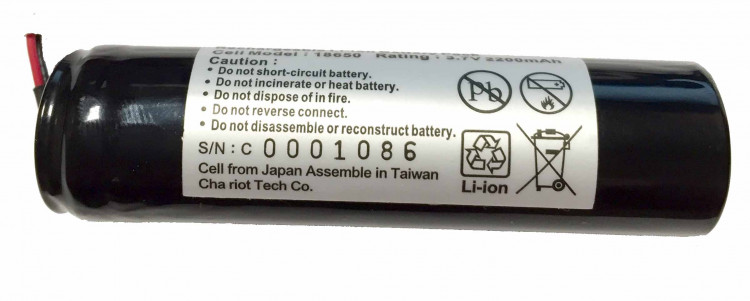 Cell Model : 18650 Rating : 3.7V 2200mAh
Caution :
• Do not short-circuit battery.
• Do not incinerate or heat battery.
• Do not dispose of in fire.
• Do not reverse connect.
• Do not disassemble or reconstruct battery.
S/N : C 0001086
Cell from Japan Assemble in Taiwan
Cha riot Tech Co.
Pb
Li-ion